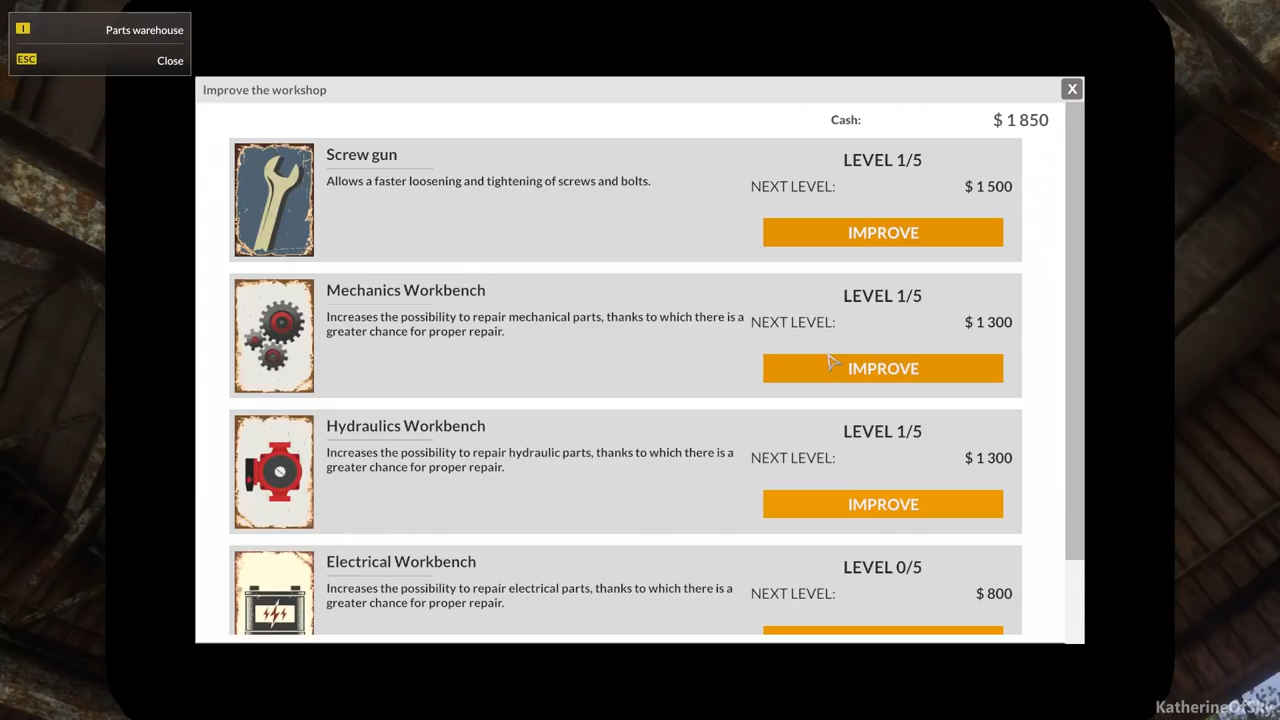 I Parts warehouse
ESC Close
Improve the workshop X
Cash: $ 1 850
Screw gun
Allows a faster loosening and tightening of screws and bolts.
LEVEL 1/5
NEXT LEVEL: $ 1 500
IMPROVE
Mechanics Workbench
Increases the possibility to repair mechanical parts, thanks to which there is a
greater chance for proper repair.
LEVEL 1/5
NEXT LEVEL: $ 1 300
IMPROVE
Hydraulics Workbench
Increases the possibility to repair hydraulic parts, thanks to which there is a
greater chance for proper repair.
LEVEL 1/5
NEXT LEVEL: $ 1 300
IMPROVE
Electrical Workbench
Increases the possibility to repair electrical parts, thanks to which there is a
greater chance for proper repair.
LEVEL 0/5
NEXT LEVEL: $ 800
KatherineOfSky